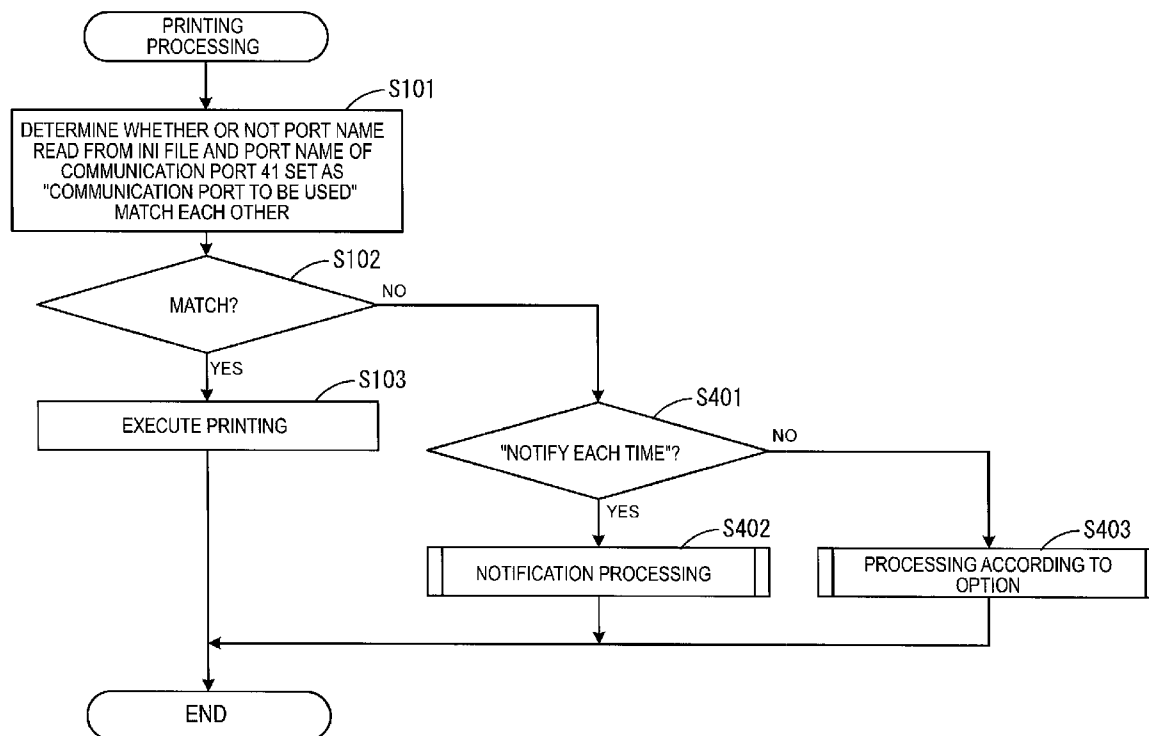 PRINTING
PROCESSING
S101
DETERMINE WHETHER OR NOT PORT NAME
READ FROM INI FILE AND PORT NAME OF
COMMUNICATION PORT 41 SET AS
"COMMUNICATION PORT TO BE USED"
MATCH EACH OTHER
S102
MATCH?
NO
YES
S103
EXECUTE PRINTING
S401
"NOTIFY EACH TIME"?
NO
YES
S402
NOTIFICATION PROCESSING
S403
PROCESSING ACCORDING TO
OPTION
END